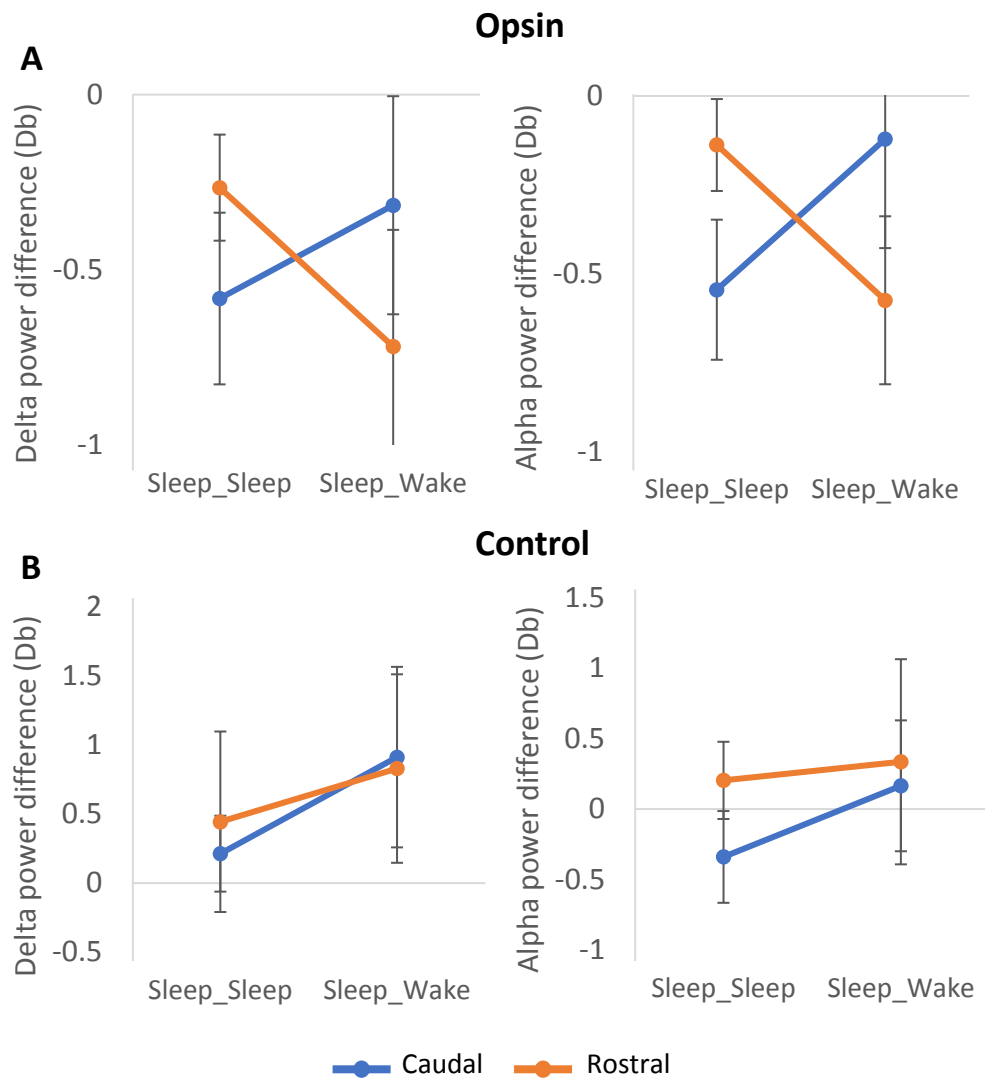 Opsin
A
Delta power difference (Db)
0
-0.5
-1
Sleep_Sleep
Sleep_Wake
Alpha power difference (Db)
0
-0.5
-1
Sleep_Sleep
Sleep_Wake
Control
B
Delta power difference (Db)
2
1.5
1
0.5
0
-0.5
Sleep_Sleep
Sleep_Wake
Alpha power difference (Db)
1.5
1
0.5
0
-0.5
-1
Sleep_Sleep
Sleep_Wake
Caudal
Rostral